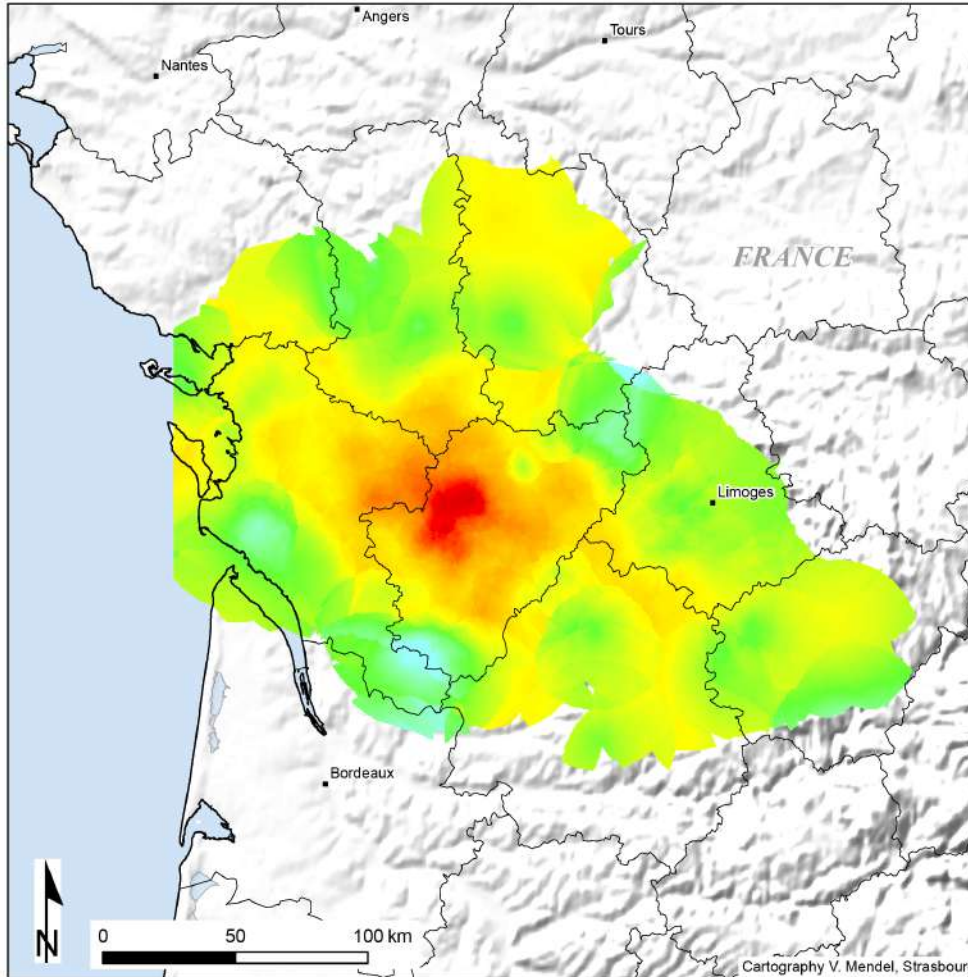 Angers
Tours
Nantes
FRANCE
Limoges
Bordeaux
N
0 50 100 km
Cartography V. Mendel, Strasbour